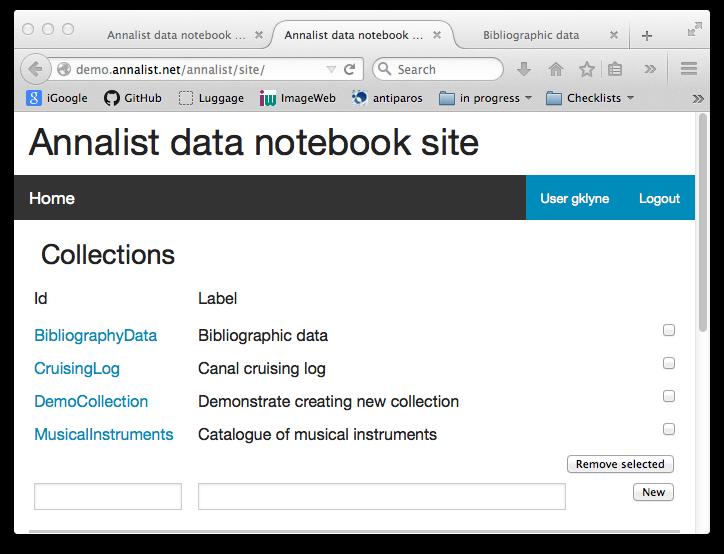 Annalist data notebook ...
Annalist data notebook ...
Bibliographic data
demo.annalist.net/annalist/site/
Search
iGoogle
GitHub
Luggage
ImageWeb
antiparos
in progress
Checklists
Annalist data notebook site
Home
User gklyne
Logout
Collections
Id Label
BibliographyData Bibliographic data
CruisingLog Canal cruising log
DemoCollection Demonstrate creating new collection
MusicalInstruments Catalogue of musical instruments
Remove selected
New